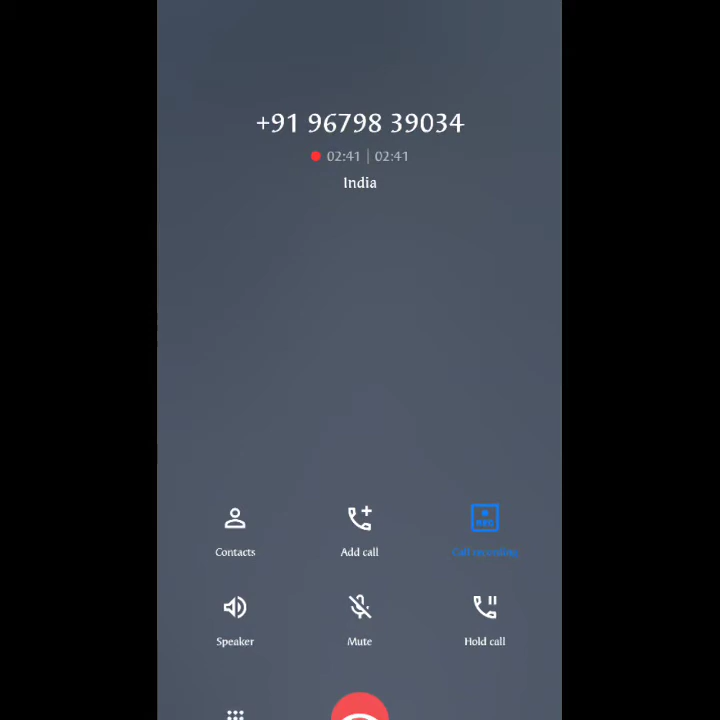 +91 96798 39034
02:41 | 02:41
India
Contacts
Add call
Call recording
Speaker
Mute
Hold call